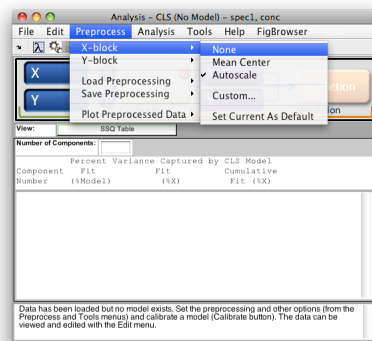 Analysis - CLS (No Model) - spec1, conc
File Edit Preprocess Analysis Tools Help FigBrowser
X-block
Y-block
Load Preprocessing
Save Preprocessing
Plot Preprocessed Data
None
Mean Center
Autoscale
Custom...
Set Current As Default
X
Y
View: SSQ Table
Number of Components:
Percent Variance Captured by CLS Model
Component Fit Fit Cumulative
Number (%Model) (%X) Fit (%X)
Data has been loaded but no model exists. Set the preprocessing and other options (from the
Preprocess and Tools menus) and calibrate a model (Calibrate button). The data can be
viewed and edited with the Edit menu.